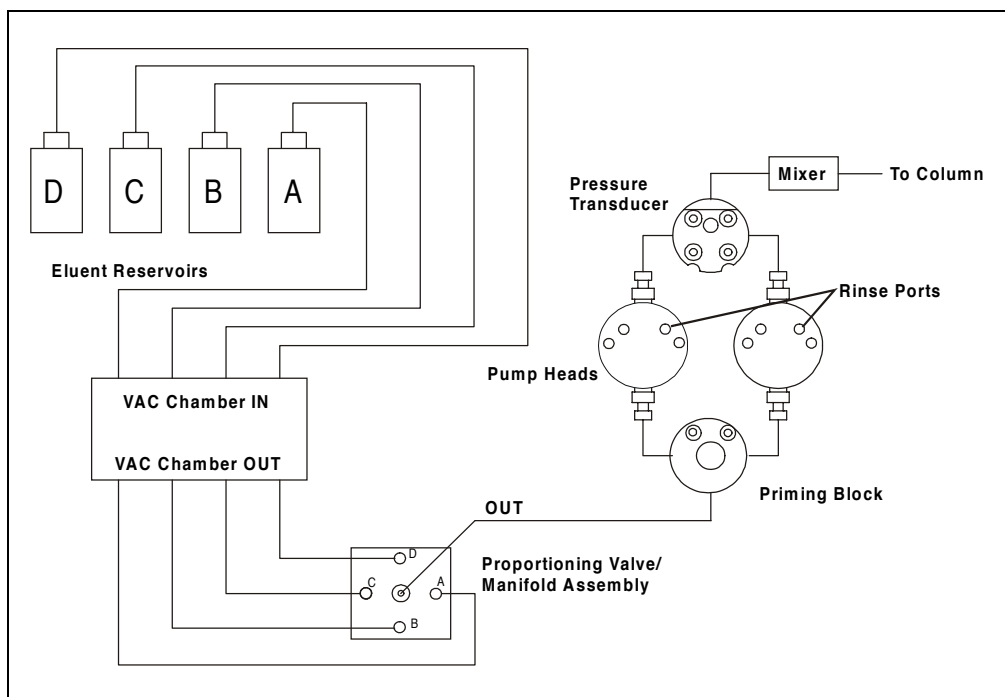 D
C
B
A
Eluent Reservoirs
Mixer
To Column
Pressure
Transducer
Rinse Ports
Pump Heads
Priming Block
VAC Chamber IN
VAC Chamber OUT
OUT
Proportioning Valve/
Manifold Assembly
D
C
A
B